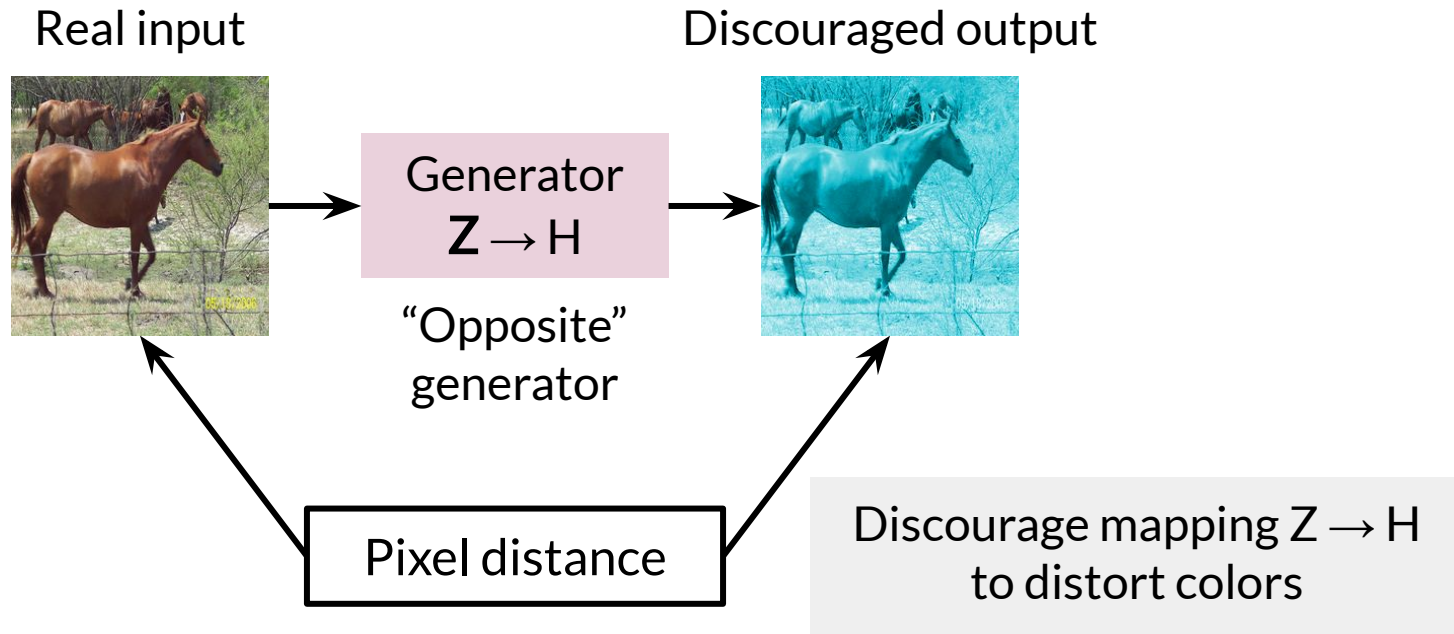 Real input
Discouraged output
Generator
Z → H
“Opposite”
generator
Pixel distance
Discourage mapping Z → H
to distort colors